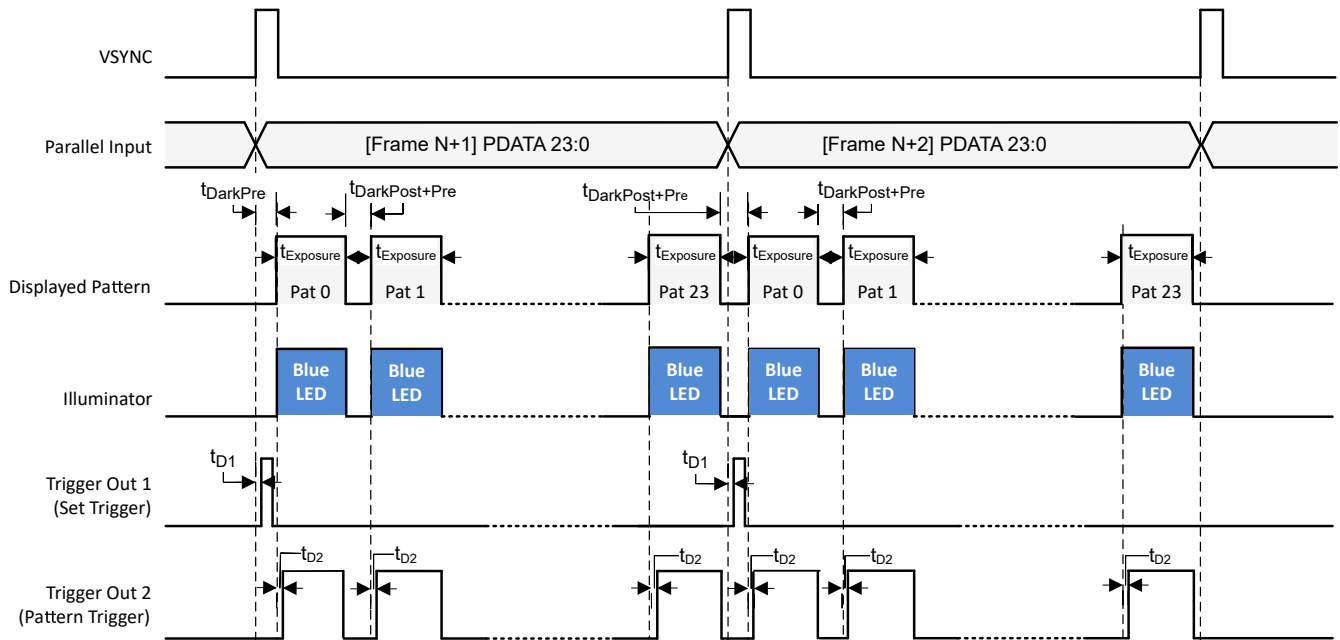 VSYNC
Parallel Input
[Frame N+1] PDATA 23:0
[Frame N+2] PDATA 23:0
tDarkPre
tDarkPost+Pre
tDarkPost+Pre
tDarkPost+Pre
Displayed Pattern
tExposure
Pat 0
tExposure
Pat 1
tExposure
Pat 23
tExposure
Pat 0
tExposure
Pat 1
tExposure
Pat 23
Illuminator
Blue
LED
Blue
LED
Blue
LED
Blue
LED
Blue
LED
Blue
LED
tD1
tD1
Trigger Out 1
(Set Trigger)
tD2
tD2
tD2
tD2
tD2
tD2
Trigger Out 2
(Pattern Trigger)